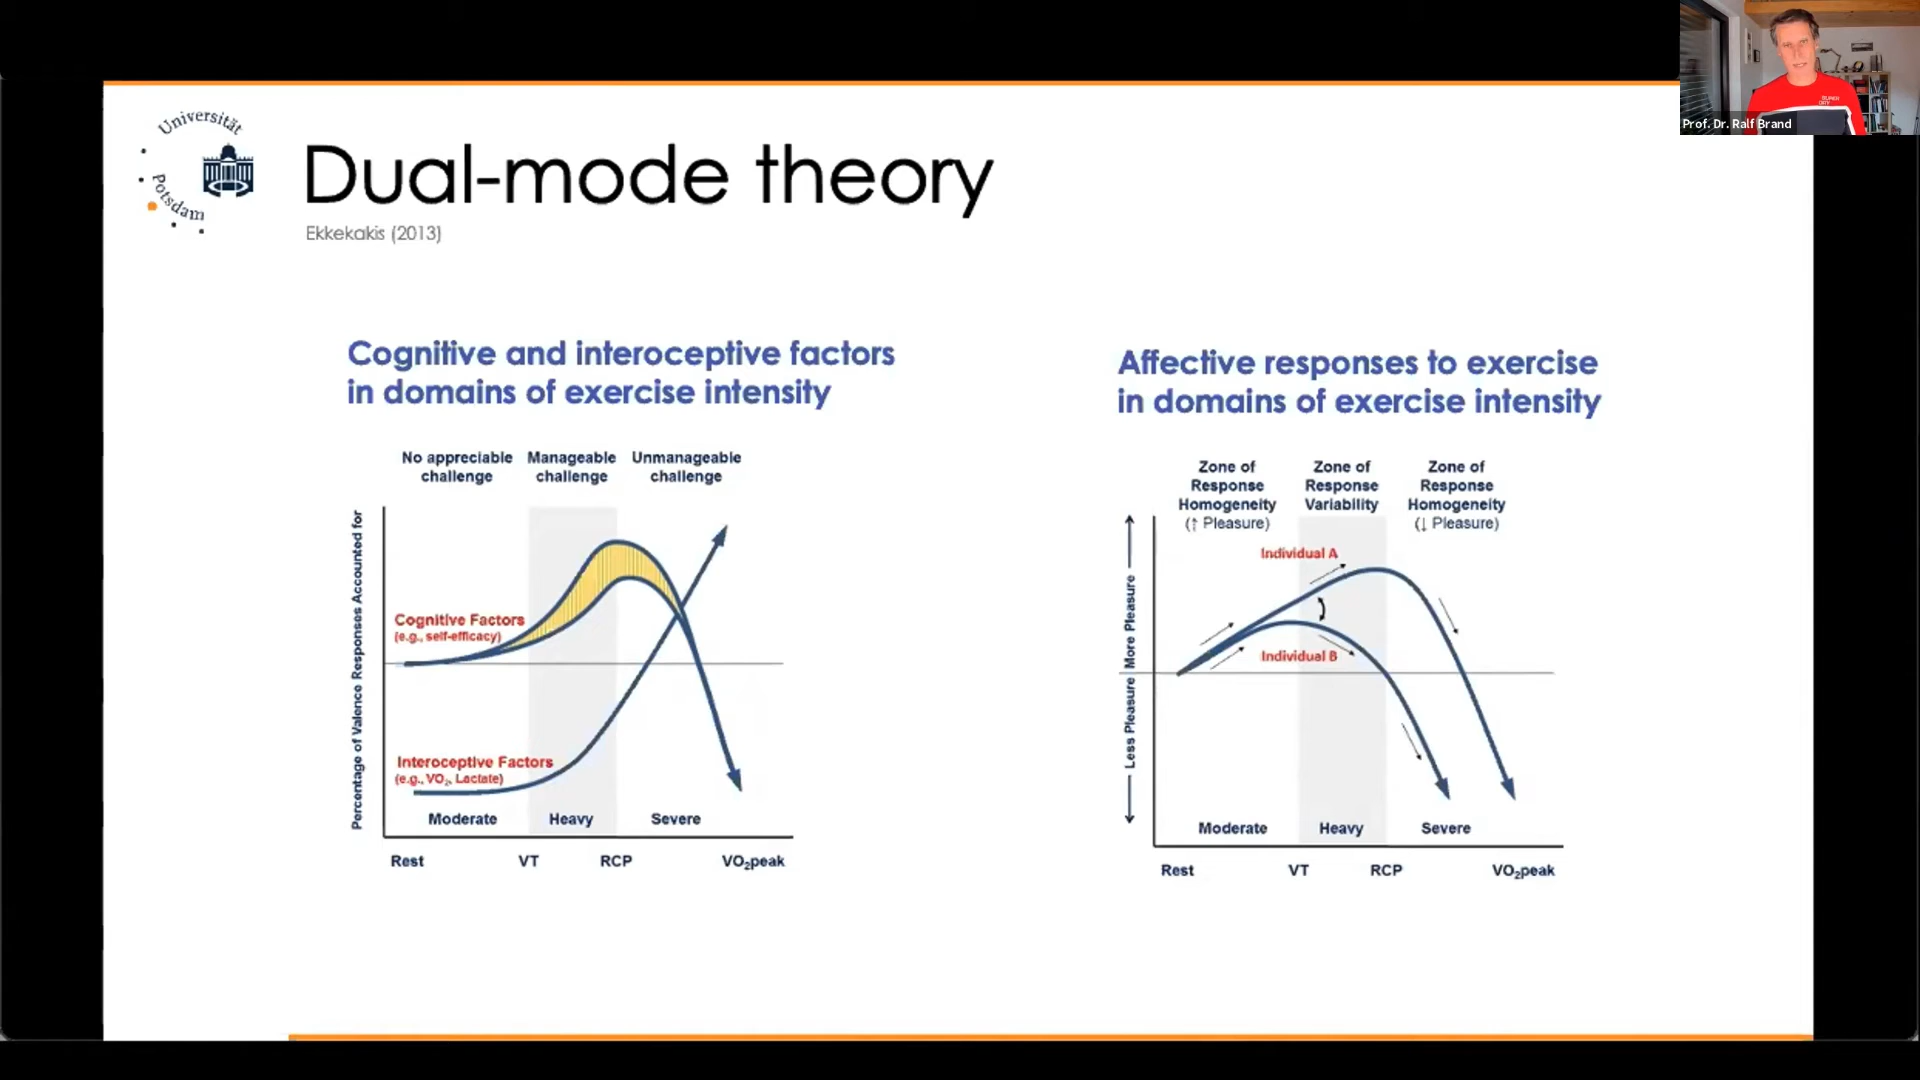 Prof. Dr. Ralf Brand
Universität
Potsdam
Dual-mode theory
Ekkekakis (2013)
Cognitive and interoceptive factors
in domains of exercise intensity
No appreciable
challenge
Manageable
challenge
Unmanageable
challenge
Percentage of Valence Responses Accounted for
Cognitive Factors
(e.g., self-efficacy)
Interoceptive Factors
(e.g., VO₂, Lactate)
Moderate
Heavy
Severe
Rest
VT
RCP
VO₂peak
Affective responses to exercise
in domains of exercise intensity
Zone of
Response
Homogeneity
(↑ Pleasure)
Zone of
Response
Variability
Zone of
Response
Homogeneity
(↓ Pleasure)
Less Pleasure More Pleasure
Individual A
Individual B
Moderate
Heavy
Severe
Rest
VT
RCP
VO₂peak